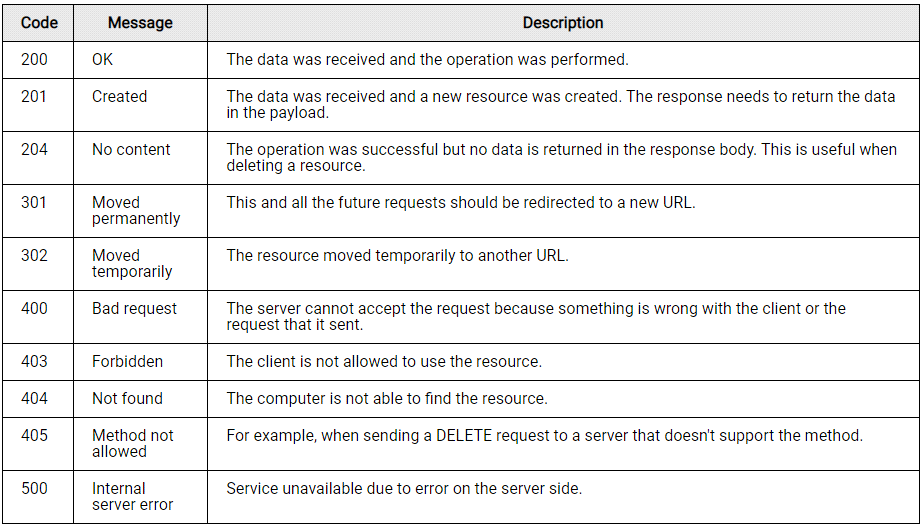 Code Message Description
200 OK The data was received and the operation was performed.
201 Created The data was received and a new resource was created. The response needs to return the data
in the payload.
204 No content The operation was successful but no data is returned in the response body. This is useful when
deleting a resource.
301 Moved permanently This and all the future requests should be redirected to a new URL.
302 Moved temporarily The resource moved temporarily to another URL.
400 Bad request The server cannot accept the request because something is wrong with the client or the
request that it sent.
403 Forbidden The client is not allowed to use the resource.
404 Not found The computer is not able to find the resource.
405 Method not allowed For example, when sending a DELETE request to a server that doesn't support the method.
500 Internal server error Service unavailable due to error on the server side.